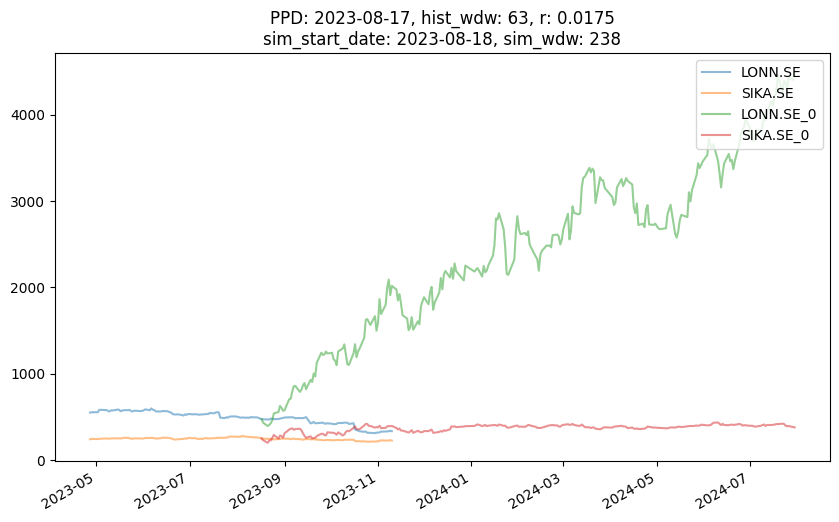 PPD: 2023-08-17, hist_wdw: 63, r: 0.0175
sim_start_date: 2023-08-18, sim_wdw: 238
LONN.SE
SIKA.SE
LONN.SE_0
SIKA.SE_0
4000
3000
2000
1000
0
2023-05
2023-07
2023-09
2023-11
2024-01
2024-03
2024-05
2024-07